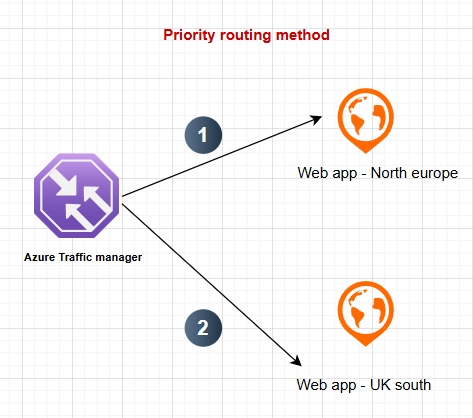 Priority routing method
1
Web app - North europe
Azure Traffic manager
2
Web app - UK south